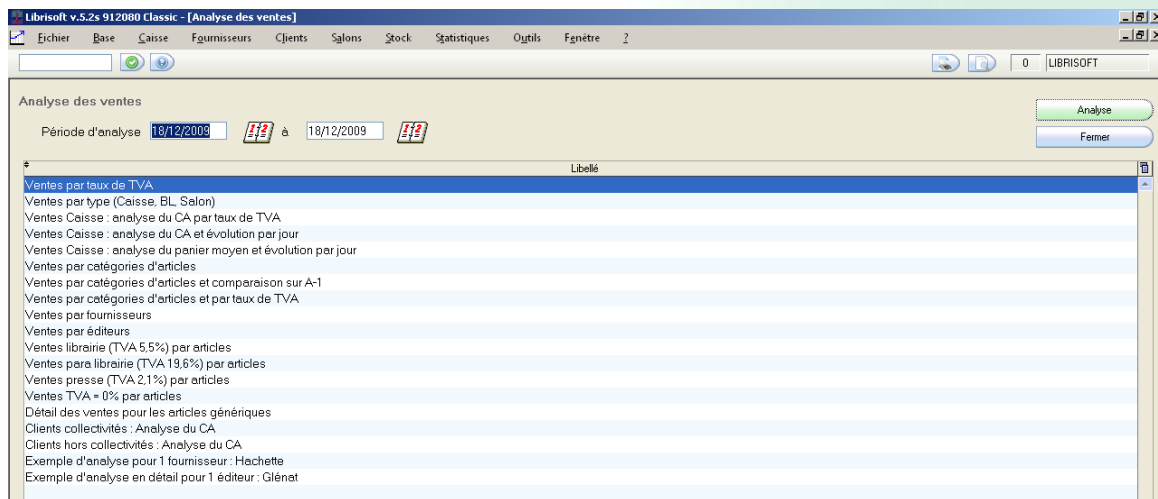 Librisoft v.5.2s 912080 Classic - [Analyse des ventes]
Fichier Base Caisse Fournisseurs Clients Salons Stock Statistiques Outils Fenêtre ?
0 LIBRISOFT
Analyse des ventes
Analyse
Période d'analyse 18/12/2009 à 18/12/2009
Fermer
Libellé
Ventes par taux de TVA
Ventes par type (Caisse, BL, Salon)
Ventes Caisse : analyse du CA par taux de TVA
Ventes Caisse : analyse du CA et évolution par jour
Ventes Caisse : analyse du panier moyen et évolution par jour
Ventes par catégories d'articles
Ventes par catégories d'articles et comparaison sur A-1
Ventes par catégories d'articles et par taux de TVA
Ventes par fournisseurs
Ventes par éditeurs
Ventes librairie (TVA 5,5%) par articles
Ventes para librairie (TVA 19,6%) par articles
Ventes presse (TVA 2,1%) par articles
Ventes TVA = 0% par articles
Détail des ventes pour les articles génériques
Clients collectivités : Analyse du CA
Clients hors collectivités : Analyse du CA
Exemple d'analyse pour 1 fournisseur : Hachette
Exemple d'analyse en détail pour 1 éditeur : Glénat